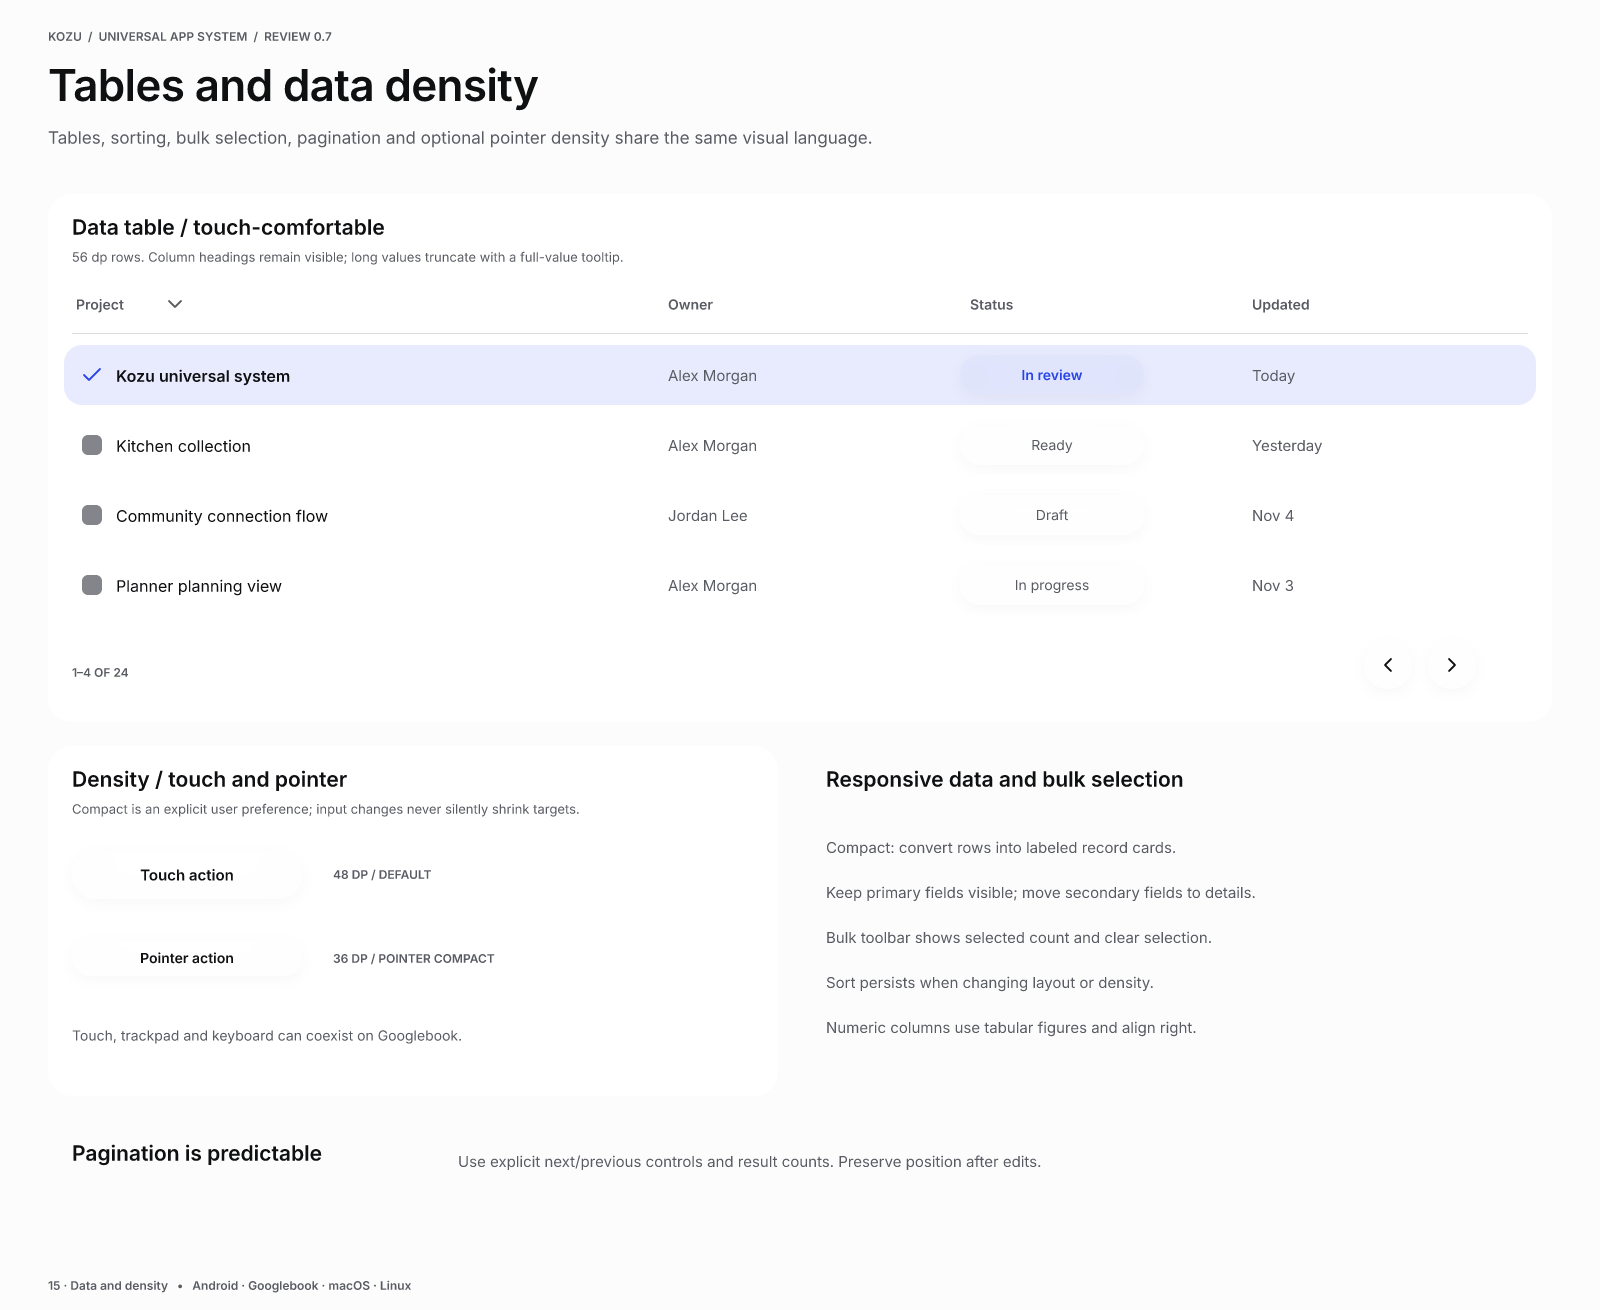 KOZU / UNIVERSAL APP SYSTEM / REVIEW 0.7
Tables and data density
Tables, sorting, bulk selection, pagination and optional pointer density share the same visual language.
Data table / touch-comfortable
56 dp rows. Column headings remain visible; long values truncate with a full-value tooltip.
Project Owner Status Updated
Kozu universal system Alex Morgan In review Today
Kitchen collection Alex Morgan Ready Yesterday
Community connection flow Jordan Lee Draft Nov 4
Planner planning view Alex Morgan In progress Nov 3
1–4 OF 24
Density / touch and pointer
Compact is an explicit user preference; input changes never silently shrink targets.
Touch action 48 DP / DEFAULT
Pointer action 36 DP / POINTER COMPACT
Touch, trackpad and keyboard can coexist on Googlebook.
Responsive data and bulk selection
Compact: convert rows into labeled record cards.
Keep primary fields visible; move secondary fields to details.
Bulk toolbar shows selected count and clear selection.
Sort persists when changing layout or density.
Numeric columns use tabular figures and align right.
Pagination is predictable
Use explicit next/previous controls and result counts. Preserve position after edits.
15 · Data and density • Android · Googlebook · macOS · Linux